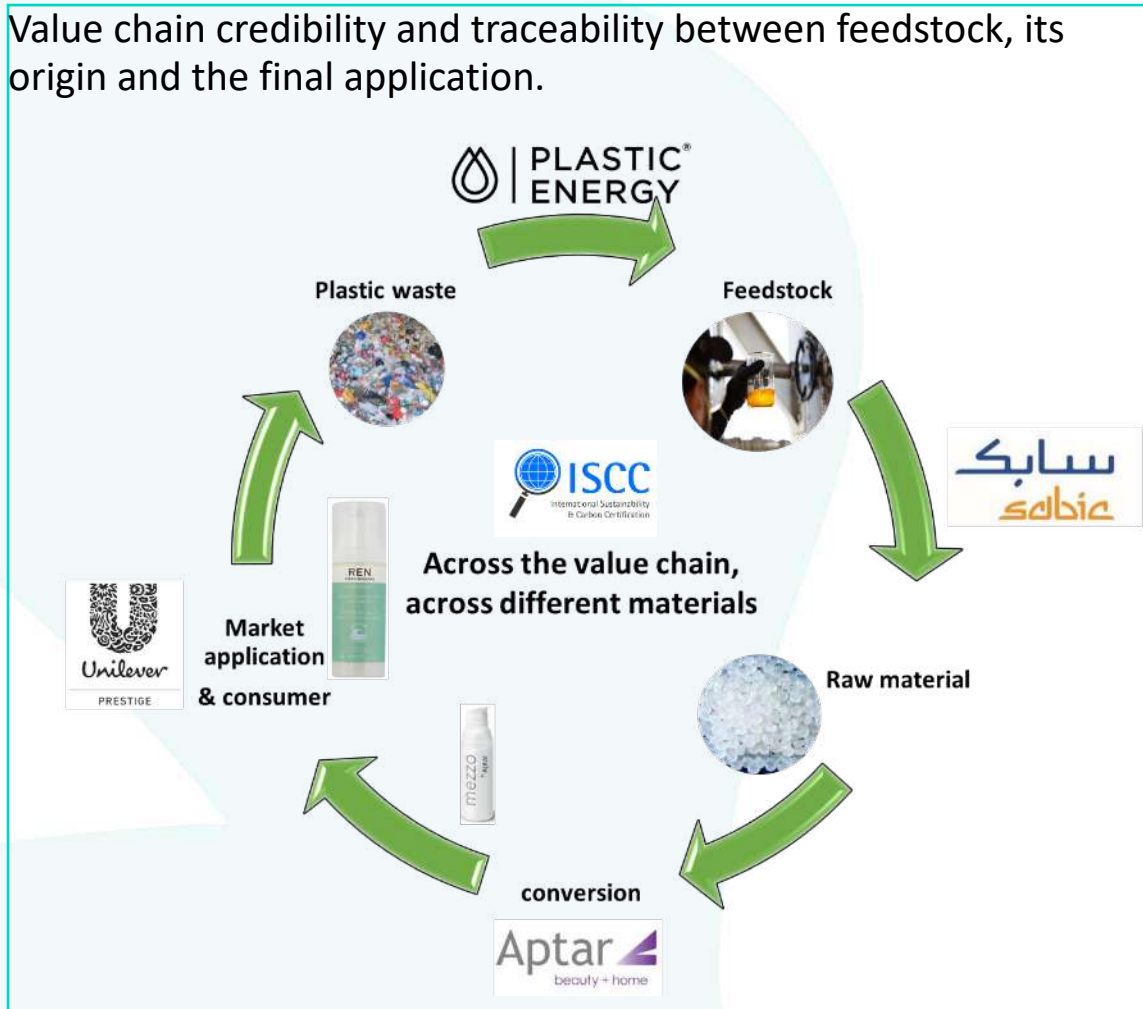 Value chain credibility and traceability between feedstock, its
origin and the final application.
PLASTIC®
ENERGY
Plastic waste
Feedstock
سابك
sabic
ISCC
International Sustainability
& Carbon Certification
REN
Across the value chain,
across different materials
Unilever
PRESTIGE
Market
application
& consumer
Raw material
mezzo
by Aptar
conversion
Aptar
beauty + home